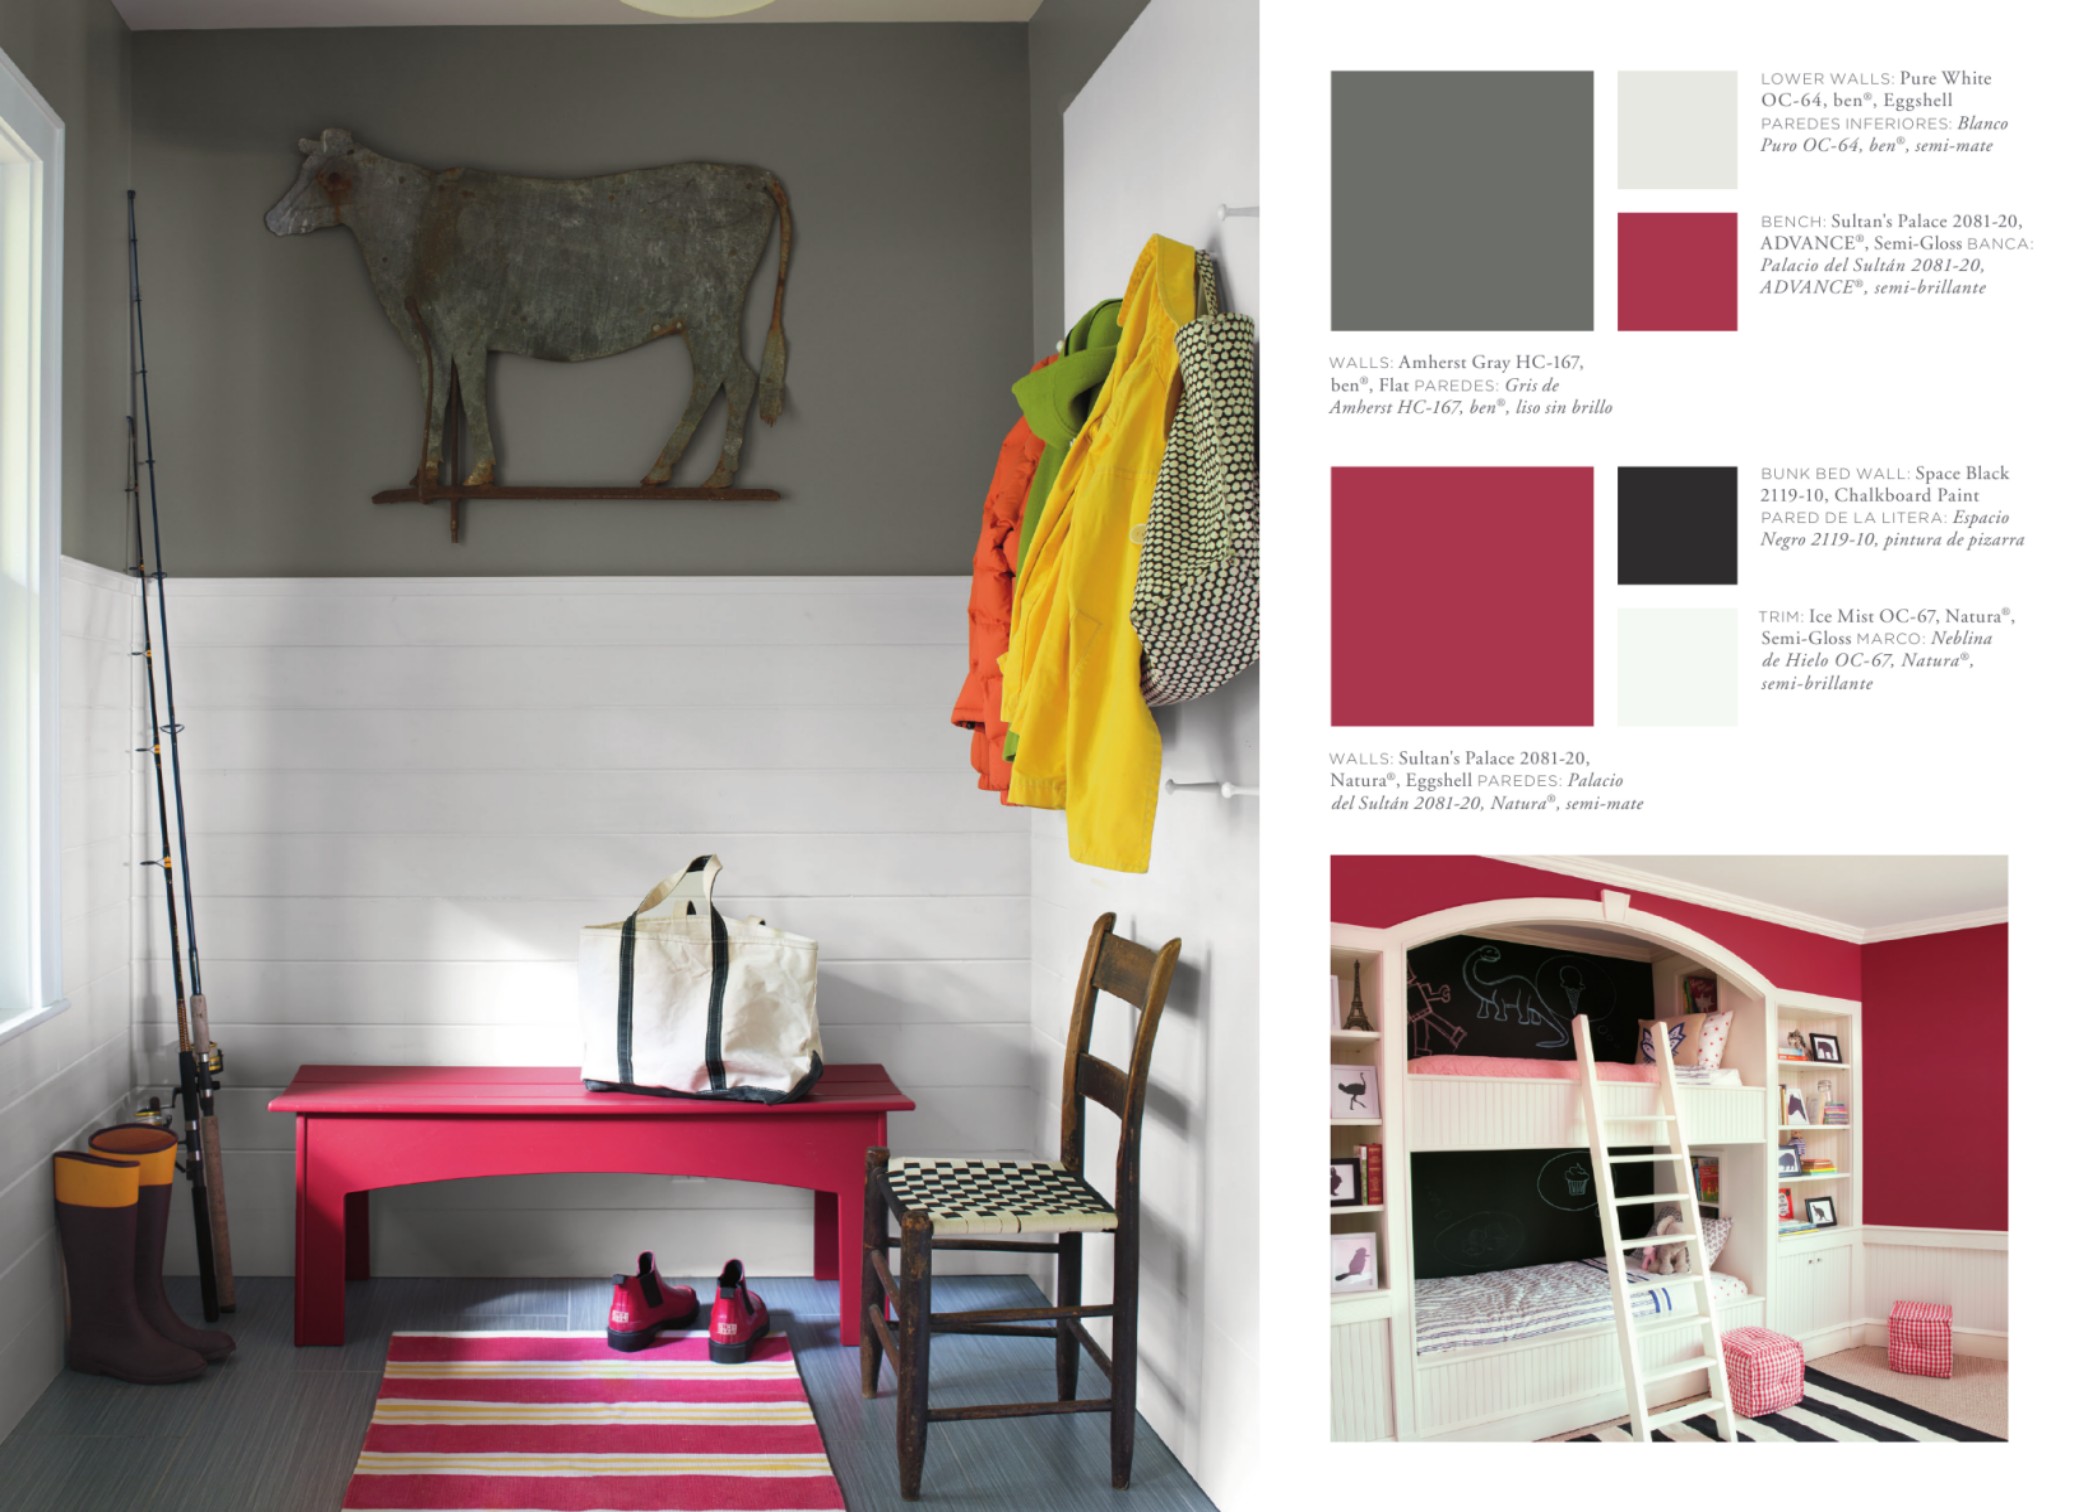 LOWER WALLS: Pure White
OC-64, ben®, Eggshell
PAREDES INFERIORES: Blanco
Puro OC-64, ben®, semi-mate
BENCH: Sultan's Palace 2081-20,
ADVANCE®, Semi-Gloss BANCA:
Palacio del Sultán 2081-20,
ADVANCE®, semi-brillante
WALLS: Amherst Gray HC-167,
ben®, Flat PAREDES: Gris de
Amherst HC-167, ben®, liso sin brillo
BUNK BED WALL: Space Black
2119-10, Chalkboard Paint
PARED DE LA LITERA: Espacio
Negro 2119-10, pintura de pizarra
TRIM: Ice Mist OC-67, Natura®,
Semi-Gloss MARCO: Neblina
de Hielo OC-67, Natura®,
semi-brillante
WALLS: Sultan's Palace 2081-20,
Natura®, Eggshell PAREDES: Palacio
del Sultán 2081-20, Natura®, semi-mate